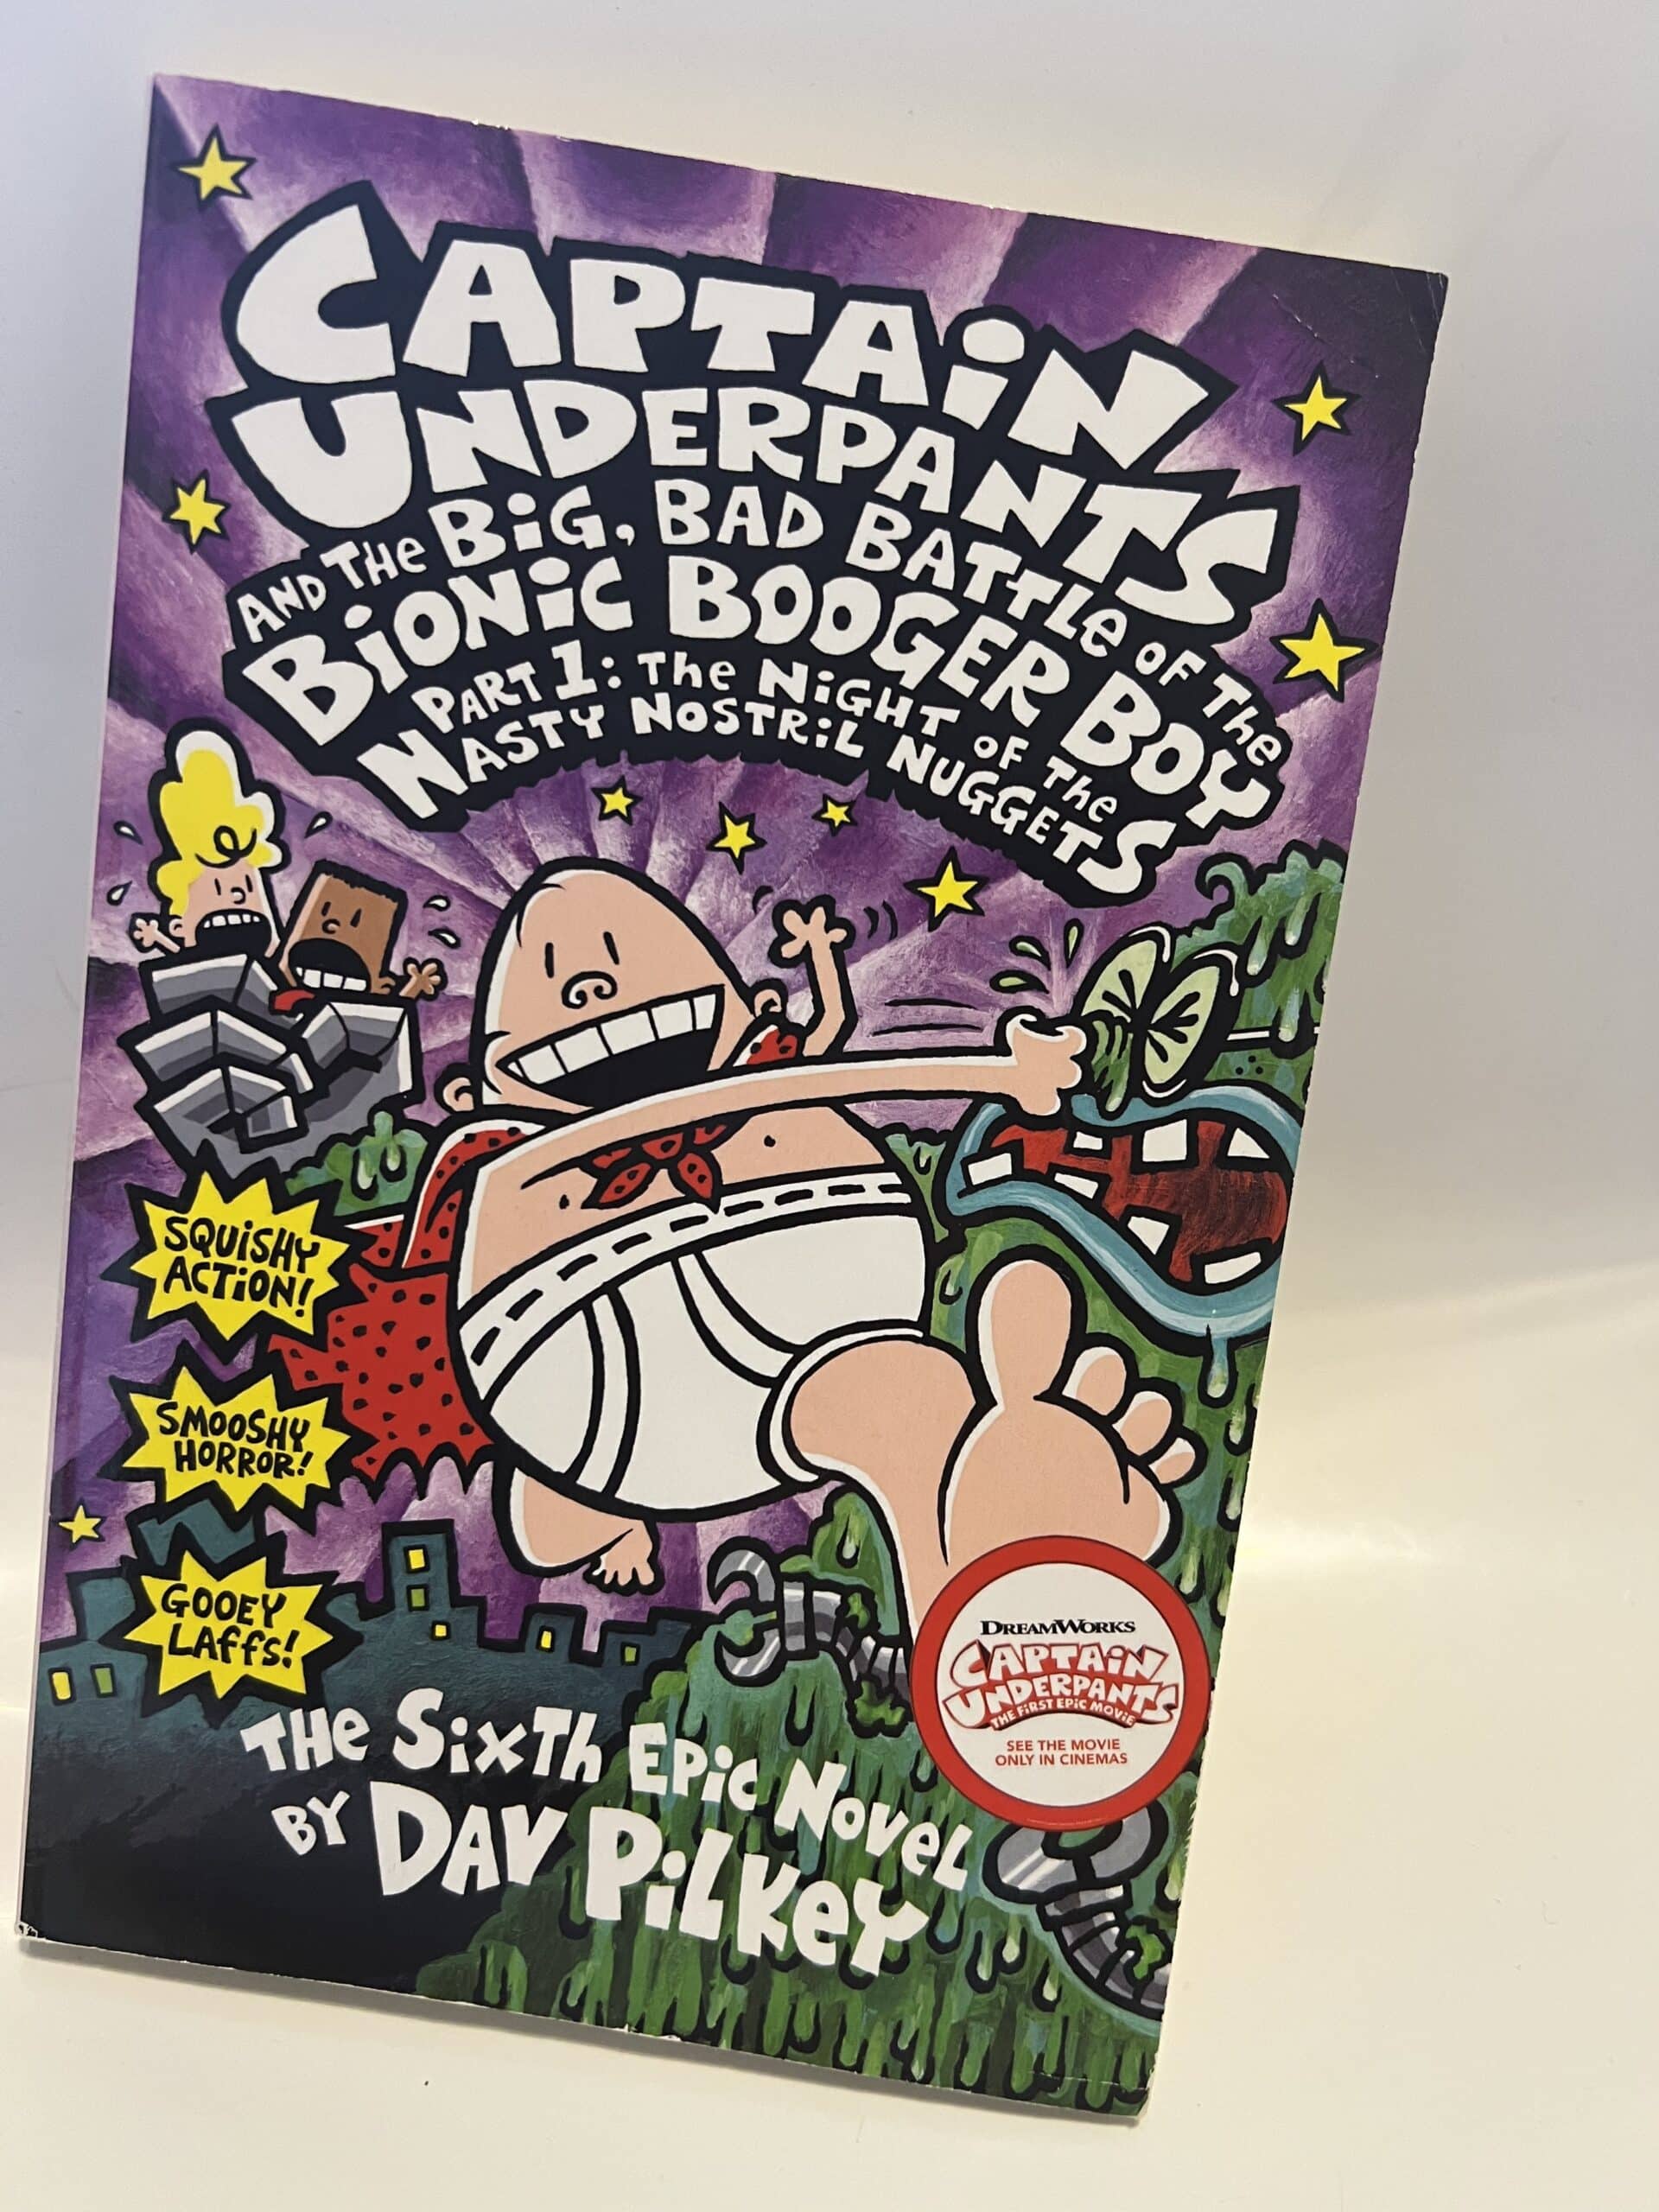 CAPTAiN
UNDERPANTS
AND THe BiG, BAD BATTLe OF THe
BiONiC BOOGER BOY
PART 1: THe NiGHT OF THe
NASTY NOSTRiL NUGGETS
SQUiSHY
ACTiON!
SMOOSHY
HORROR!
GOOEY
LAffS!
THe SixTh EPiC NoVeL
BY DAV PiLKeY
DREAMWORKS
CAPTAiN
UNDERPANTS
THE FiRST EPiC MOViE
SEE THE MOVIE
ONLY IN CINEMAS